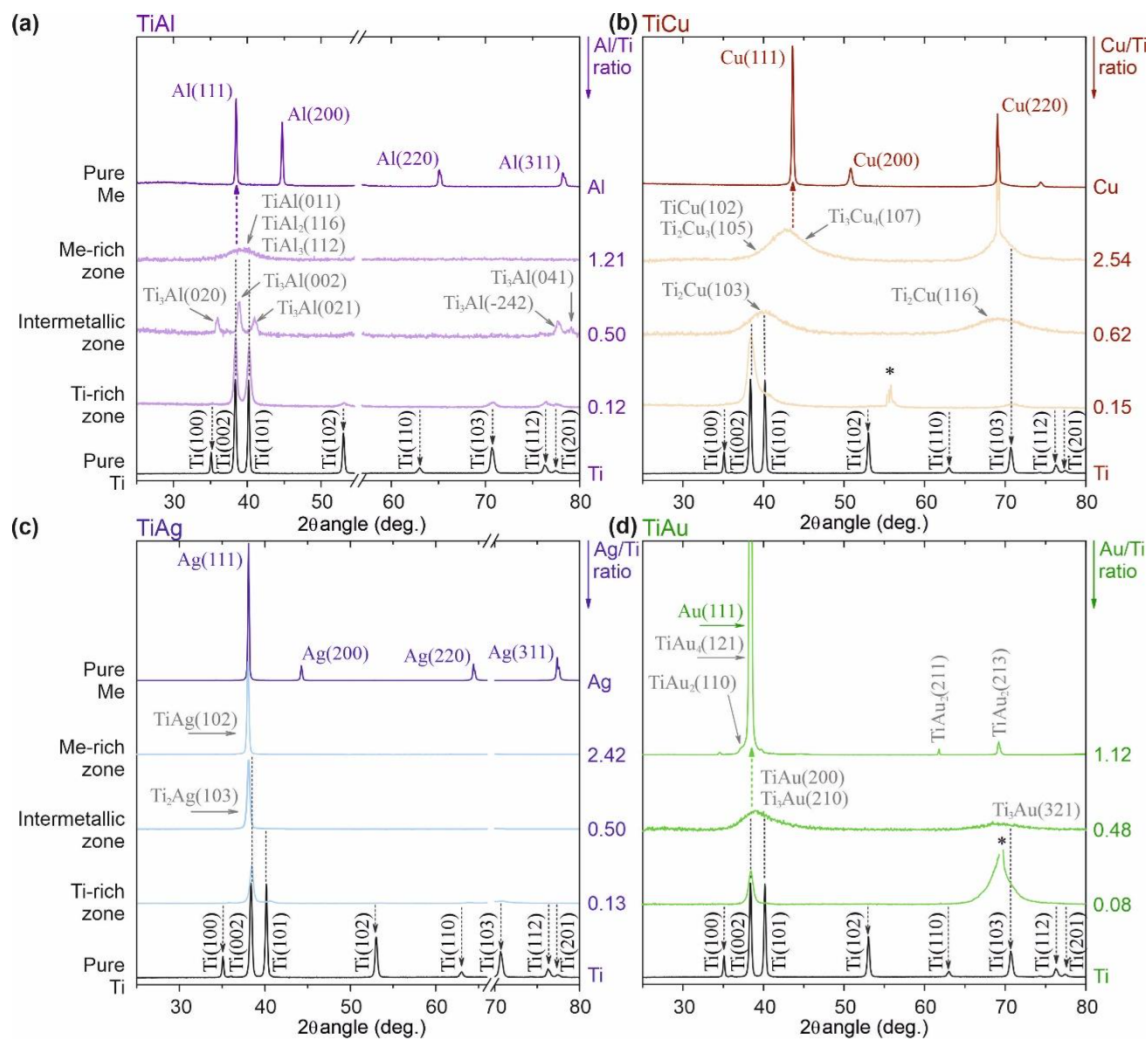 (a) TiAl
Al/Ti
ratio
Al(111)
Al(200)
Al(220)
Al(311)
Pure
Me
Al
TiAl(011)
TiAl₂(116)
TiAl₃(112)
Me-rich
zone
1.21
Ti₃Al(002)
Ti₃Al(041)
Ti₃Al(020)
Ti₃Al(-242)
Ti₃Al(021)
Intermetallic
zone
0.50
Ti-rich
zone
0.12
Ti(100)
Ti(002)
Ti(101)
Ti(102)
Ti(110)
Ti(103)
Ti(112)
Ti(201)
Pure
Ti
Ti
30 40 50 60 70 80
2θ angle (deg.)
(b) TiCu
Cu/Ti
ratio
Cu(111)
Cu(220)
Cu(200)
Cu
TiCu(102)
Ti₂Cu₃(105)
Ti₃Cu₄(107)
2.54
Ti₂Cu(103)
Ti₂Cu(116)
0.62
*
0.15
Ti(100)
Ti(002)
Ti(101)
Ti(102)
Ti(110)
Ti(103)
Ti(112)
Ti(201)
Ti
30 40 50 60 70 80
2θ angle (deg.)
(c) TiAg
Ag/Ti
ratio
Ag(111)
Ag(200)
Ag(220)
Ag(311)
Pure
Me
Ag
TiAg(102)
Me-rich
zone
2.42
Ti₂Ag(103)
Intermetallic
zone
0.50
Ti-rich
zone
0.13
Ti(100)
Ti(002)
Ti(101)
Ti(102)
Ti(110)
Ti(103)
Ti(112)
Ti(201)
Pure
Ti
Ti
30 40 50 60 70 80
2θ angle (deg.)
(d) TiAu
Au/Ti
ratio
Au(111)
TiAu₄(121)
TiAu₂(110)
TiAu₂(211)
TiAu₂(213)
1.12
TiAu(200)
Ti₃Au(210)
Ti₃Au(321)
0.48
*
0.08
Ti(100)
Ti(002)
Ti(101)
Ti(102)
Ti(110)
Ti(103)
Ti(112)
Ti(201)
Ti
30 40 50 60 70 80
2θ angle (deg.)